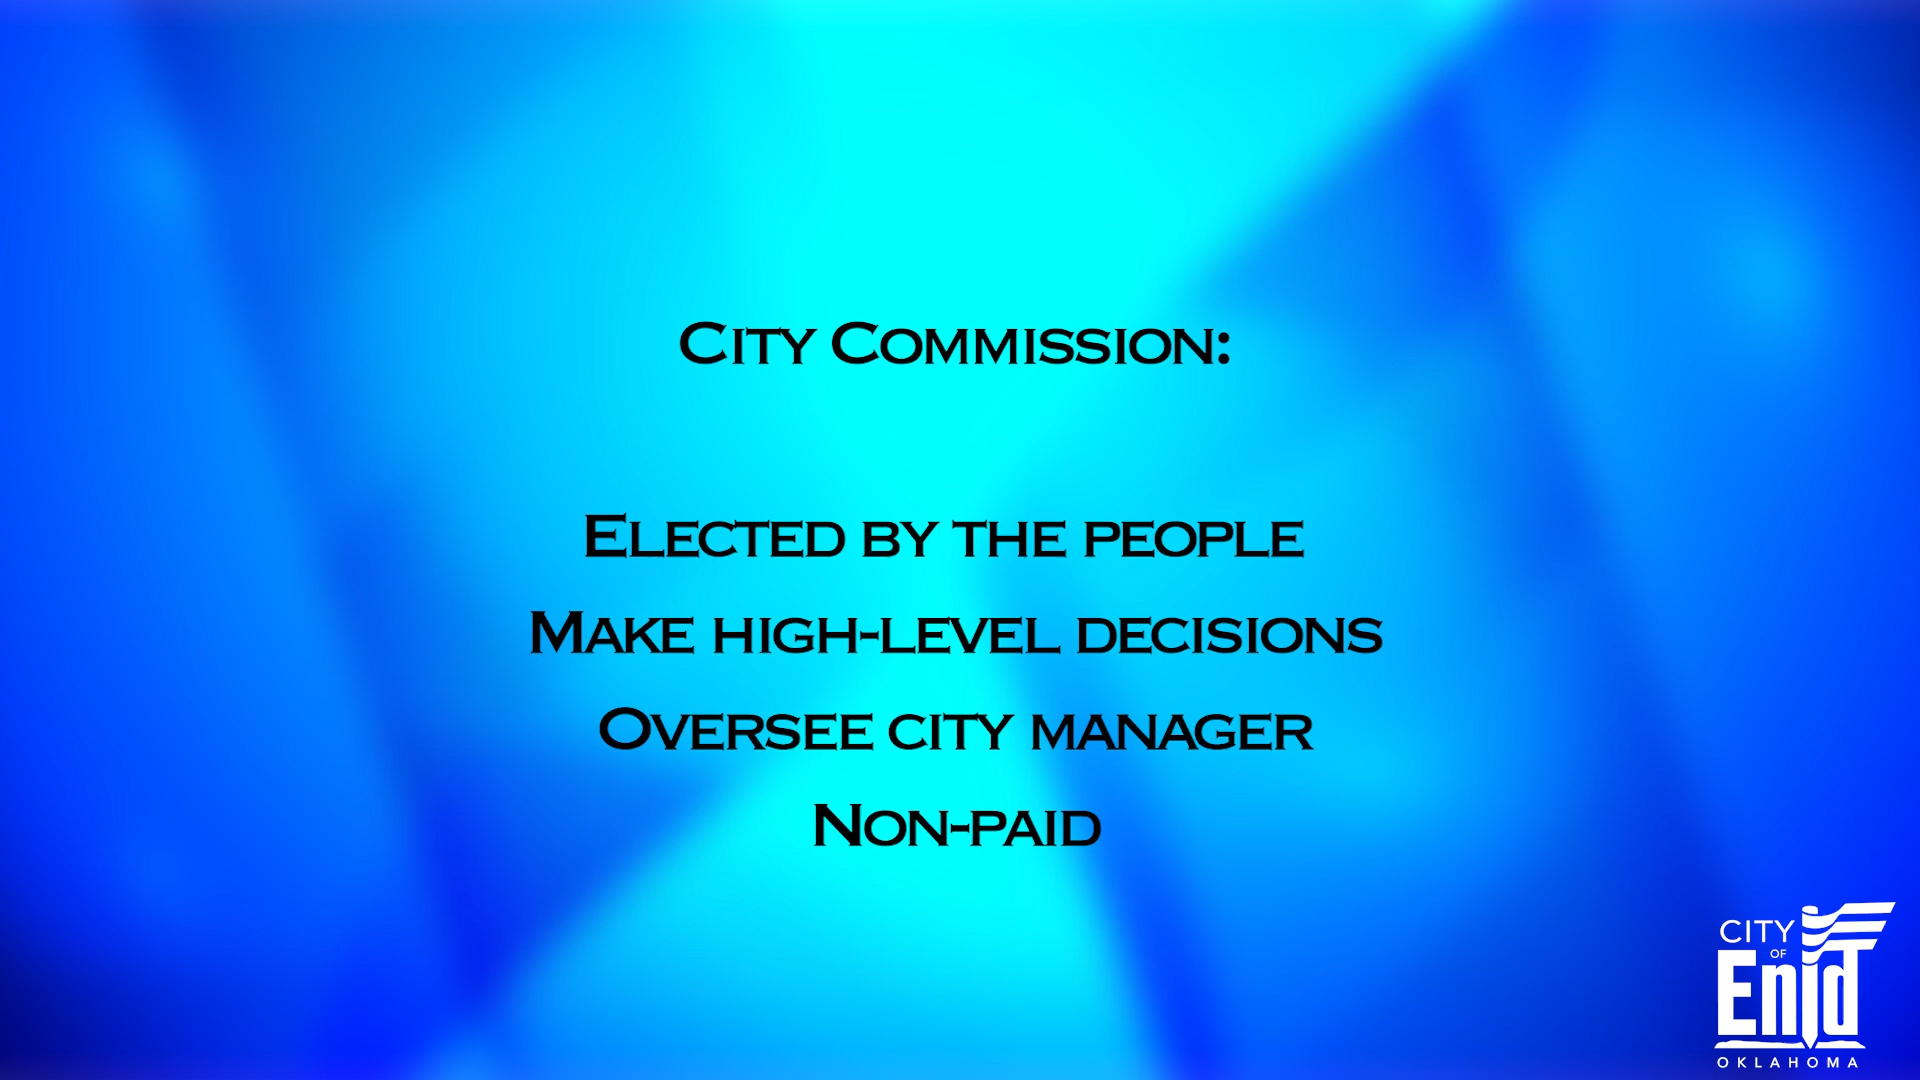 City Commission:
Elected by the people
Make high-level decisions
Oversee city manager
Non-paid
CITY
OF
Enid
OKLAHOMA